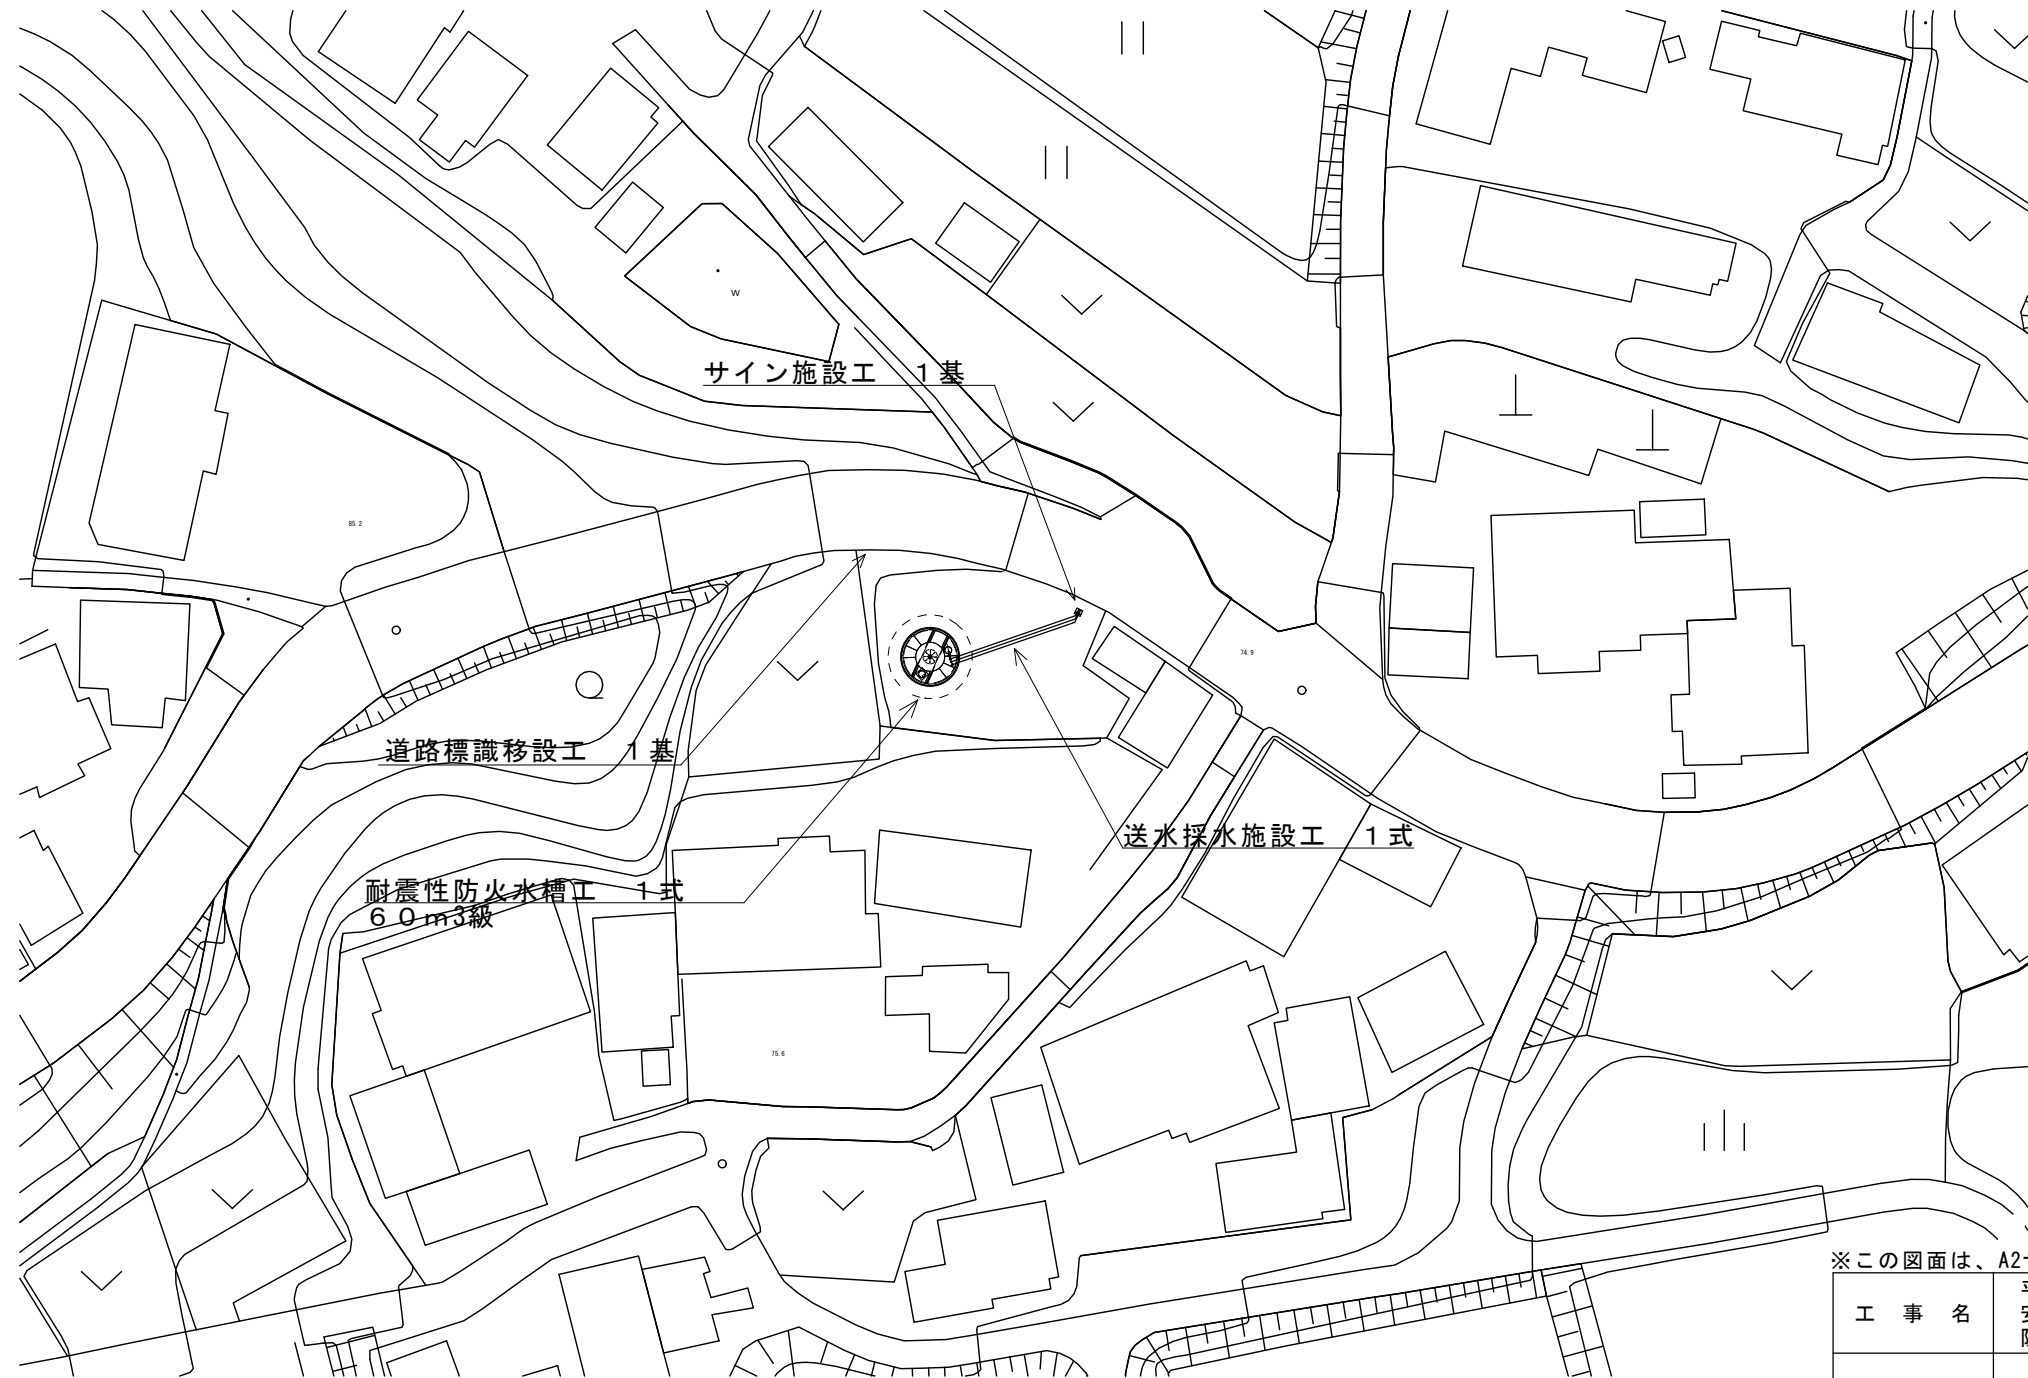 W
サイン施設工　１基
85.2
74.9
道路標識移設工　１基
送水採水施設工　１式
耐震性防火水槽工　１式
６０ｍ3級
75.6
※この図面は、A2
工　事　名